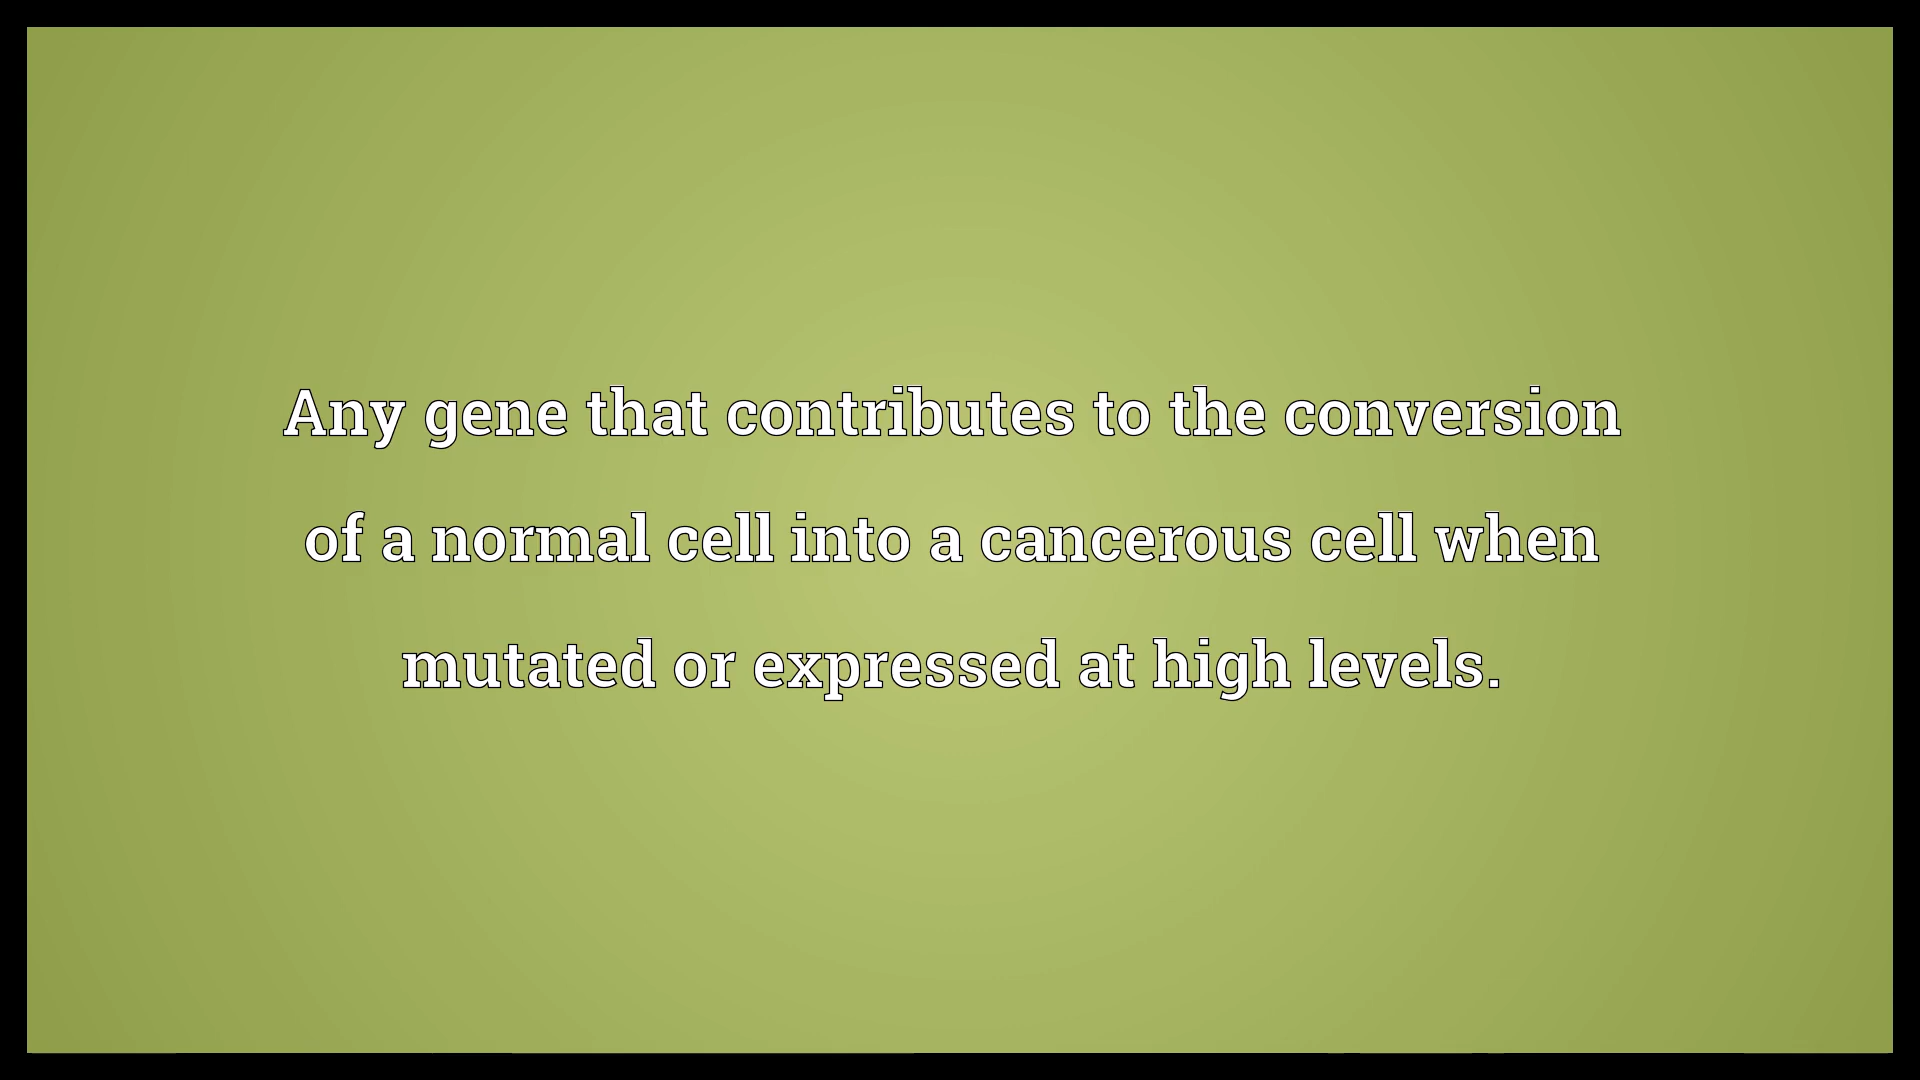 Any gene that contributes to the conversion
of a normal cell into a cancerous cell when
mutated or expressed at high levels.